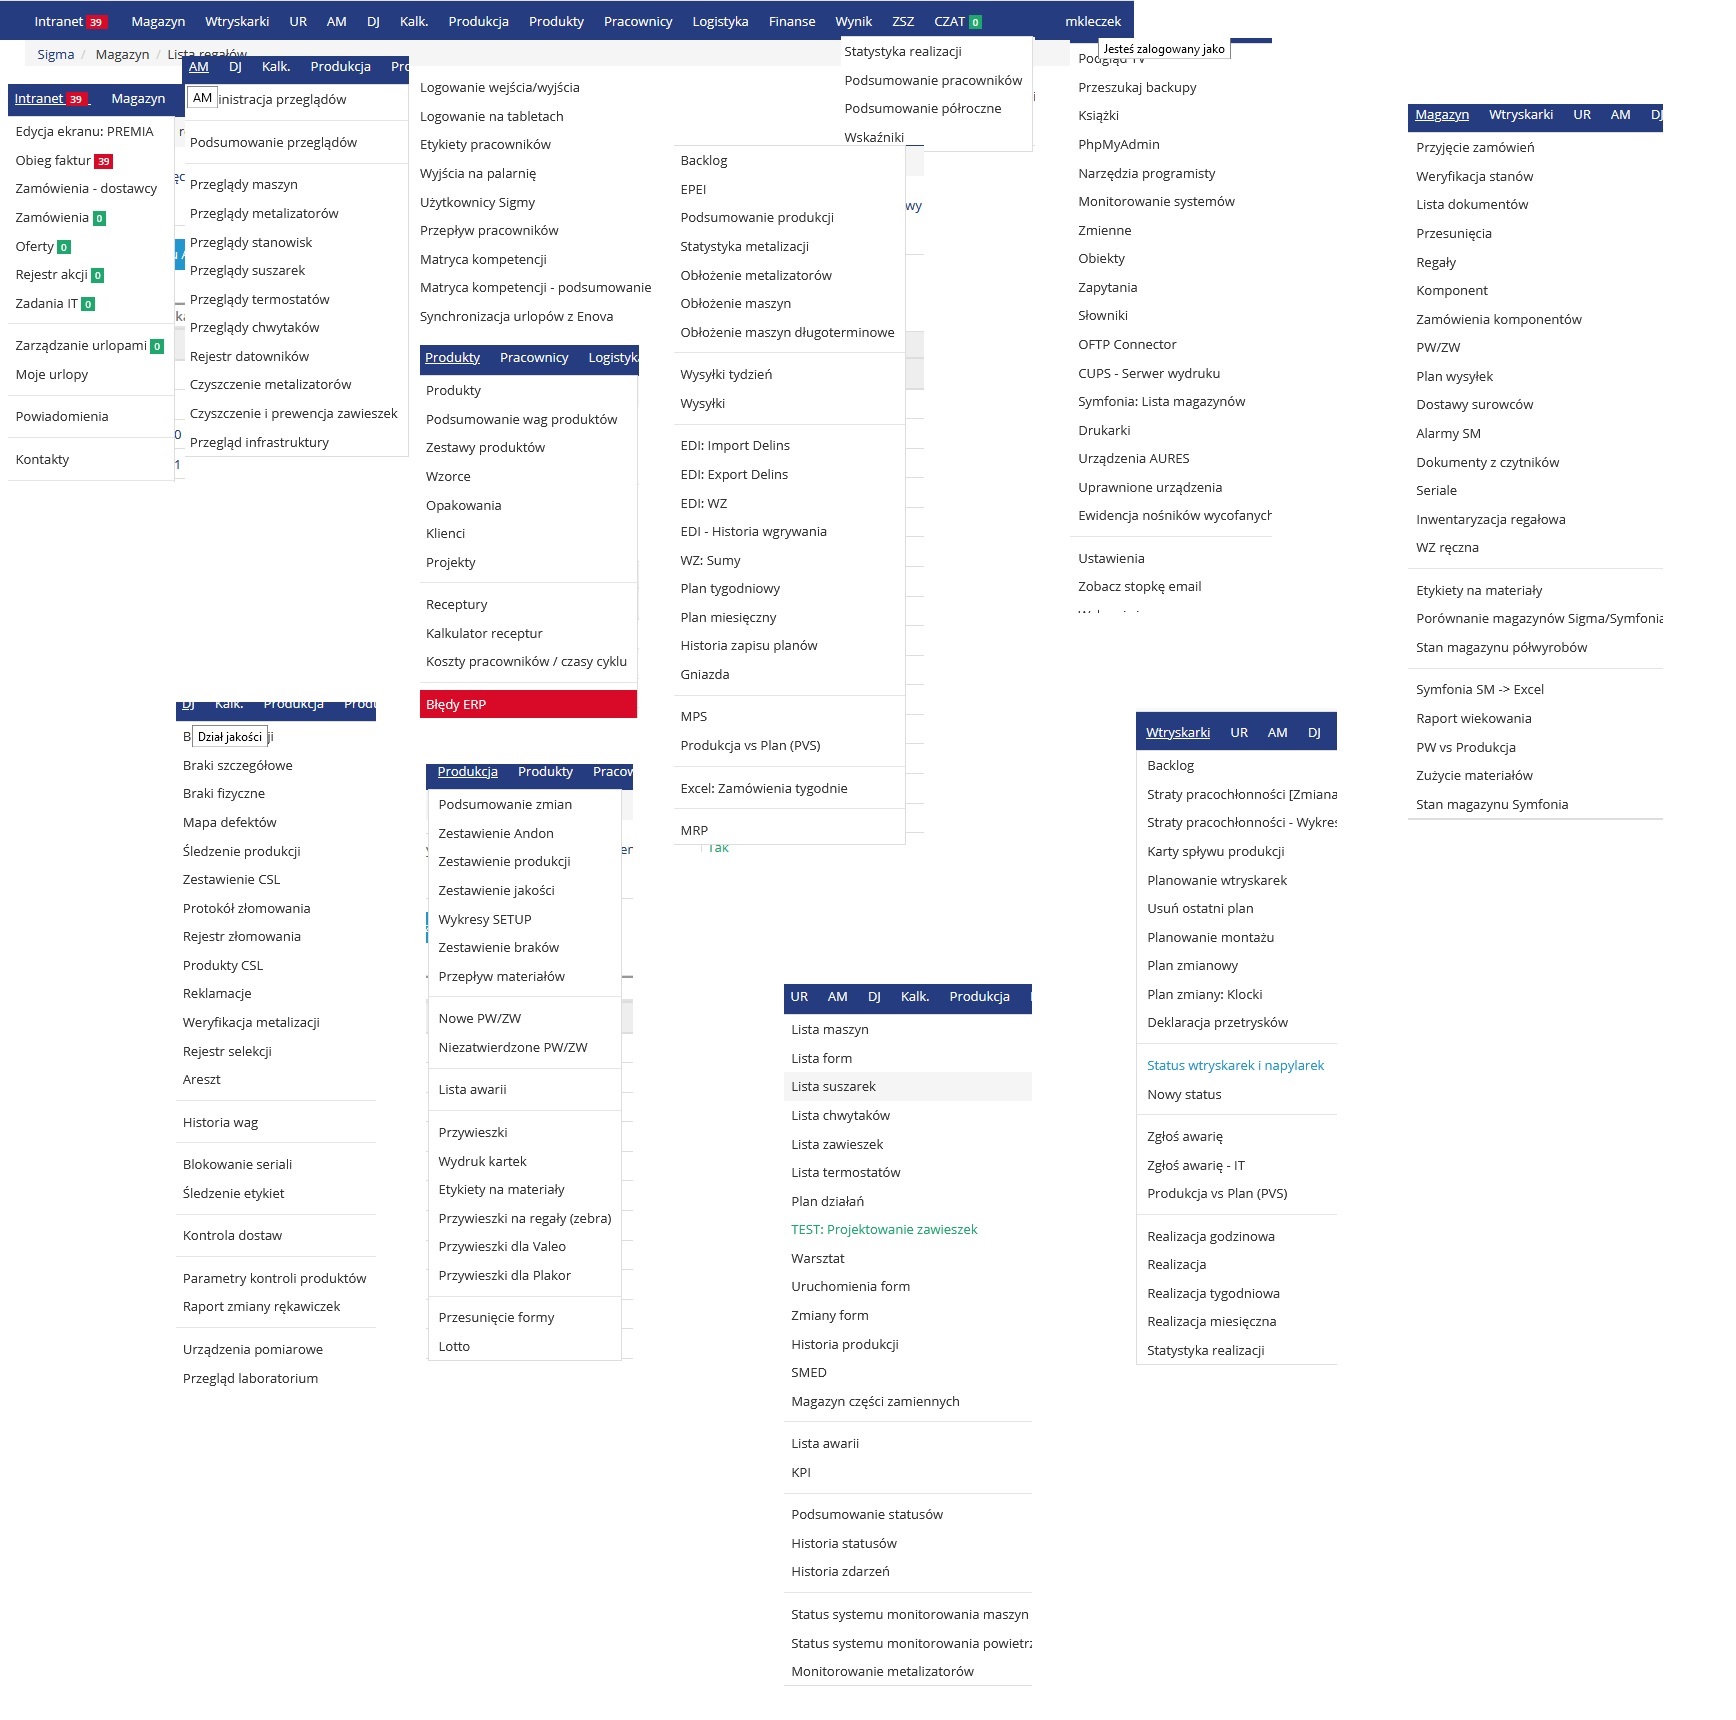 Intranet 39 Magazyn Wtryskarki UR AM DJ Kalk. Produkcja Produkty Pracownicy Logistyka Finanse Wynik ZSZ CZAT 0 mkleczek
Sigma / Magazyn / Lista regałów
Intranet 39 Magazyn
Edycja ekranu: PREMIA
Obieg faktur 39
Zamówienia - dostawcy
Zamówienia 0
Oferty 0
Rejestr akcji 0
Zadania IT 0
Zarządzanie urlopami 0
Moje urlopy
Powiadomienia
Kontakty
AM DJ Kalk. Produkcja
AM
Podsumowanie przeglądów
Przeglądy maszyn
Przeglądy metalizatorów
Przeglądy stanowisk
Przeglądy suszarek
Przeglądy termostatów
Przeglądy chwytaków
Rejestr datowników
Czyszczenie metalizatorów
Czyszczenie i prewencja zawieszek
Przegląd infrastruktury
Logowanie wejścia/wyjścia
Logowanie na tabletach
Etykiety pracowników
Wyjścia na palarnię
Użytkownicy Sigmy
Przepływ pracowników
Matryca kompetencji
Matryca kompetencji - podsumowanie
Synchronizacja urlopów z Enova
Produkty Pracownicy Logistyka
Produkty
Podsumowanie wag produktów
Zestawy produktów
Wzorce
Opakowania
Klienci
Projekty
Receptury
Kalkulator receptur
Koszty pracowników / czasy cyklu
Błędy ERP
Statystyka realizacji
Podsumowanie pracowników
Podsumowanie półroczne
Wskaźniki
Backlog
EPEI
Podsumowanie produkcji
Statystyka metalizacji
Obłożenie metalizatorów
Obłożenie maszyn
Obłożenie maszyn długoterminowe
Wysyłki tydzień
Wysyłki
EDI: Import Delins
EDI: Export Delins
EDI: WZ
EDI - Historia wgrywania
WZ: Sumy
Plan tygodniowy
Plan miesięczny
Historia zapisu planów
Gniazda
MPS
Produkcja vs Plan (PVS)
Excel: Zamówienia tygodnie
MRP
Tak
Jesteś zalogowany jako
Podgląd TV
Przeszukaj backupy
Książki
PhpMyAdmin
Narzędzia programisty
Monitorowanie systemów
Zmienne
Obiekty
Zapytania
Słowniki
OFTP Connector
CUPS - Serwer wydruku
Symfonia: Lista magazynów
Drukarki
Urządzenia AURES
Uprawnione urządzenia
Ewidencja nośników wycofanych
Ustawienia
Zobacz stopkę email
Magazyn Wtryskarki UR AM DJ
Przyjęcie zamówień
Weryfikacja stanów
Lista dokumentów
Przesunięcia
Regały
Komponent
Zamówienia komponentów
PW/ZW
Plan wysyłek
Dostawy surowców
Alarmy SM
Dokumenty z czytników
Seriale
Inwentaryzacja regałowa
WZ ręczna
Etykiety na materiały
Porównanie magazynów Sigma/Symfonia
Stan magazynu półwyrobów
Symfonia SM -> Excel
Raport wiekowania
PW vs Produkcja
Zużycie materiałów
Stan magazynu Symfonia
DJ Kalk. Produkcja
Dział jakości
Braki szczegółowe
Braki fizyczne
Mapa defektów
Śledzenie produkcji
Zestawienie CSL
Protokół złomowania
Rejestr złomowania
Produkty CSL
Reklamacje
Weryfikacja metalizacji
Rejestr selekcji
Areszt
Historia wag
Blokowanie seriali
Śledzenie etykiet
Kontrola dostaw
Parametry kontroli produktów
Raport zmiany rękawiczek
Urządzenia pomiarowe
Przegląd laboratorium
Produkcja Produkty
Podsumowanie zmian
Zestawienie Andon
Zestawienie produkcji
Zestawienie jakości
Wykresy SETUP
Zestawienie braków
Przepływ materiałów
Nowe PW/ZW
Niezatwierdzone PW/ZW
Lista awarii
Przywieszki
Wydruk kartek
Etykiety na materiały
Przywieszki na regały (zebra)
Przywieszki dla Valeo
Przywieszki dla Plakor
Przesunięcie formy
Lotto
UR AM DJ Kalk. Produkcja
Lista maszyn
Lista form
Lista suszarek
Lista chwytaków
Lista zawieszek
Lista termostatów
Plan działań
TEST: Projektowanie zawieszek
Warsztat
Uruchomienia form
Zmiany form
Historia produkcji
SMED
Magazyn części zamiennych
Lista awarii
KPI
Podsumowanie statusów
Historia statusów
Historia zdarzeń
Status systemu monitorowania maszyn
Status systemu monitorowania
Monitorowanie metalizatorów
Wtryskarki UR AM DJ
Backlog
Straty pracochłonności [Zmiana
Straty pracochłonności -
Karty spływu produkcji
Planowanie wtryskarek
Usuń ostatni plan
Planowanie montażu
Plan zmianowy
Plan zmiany: Klocki
Deklaracja przetrysków
Status wtryskarek i napylarek
Nowy status
Zgłoś awarię
Zgłoś awarię - IT
Produkcja vs Plan (PVS)
Realizacja godzinowa
Realizacja
Realizacja tygodniowa
Realizacja miesięczna
Statystyka realizacji